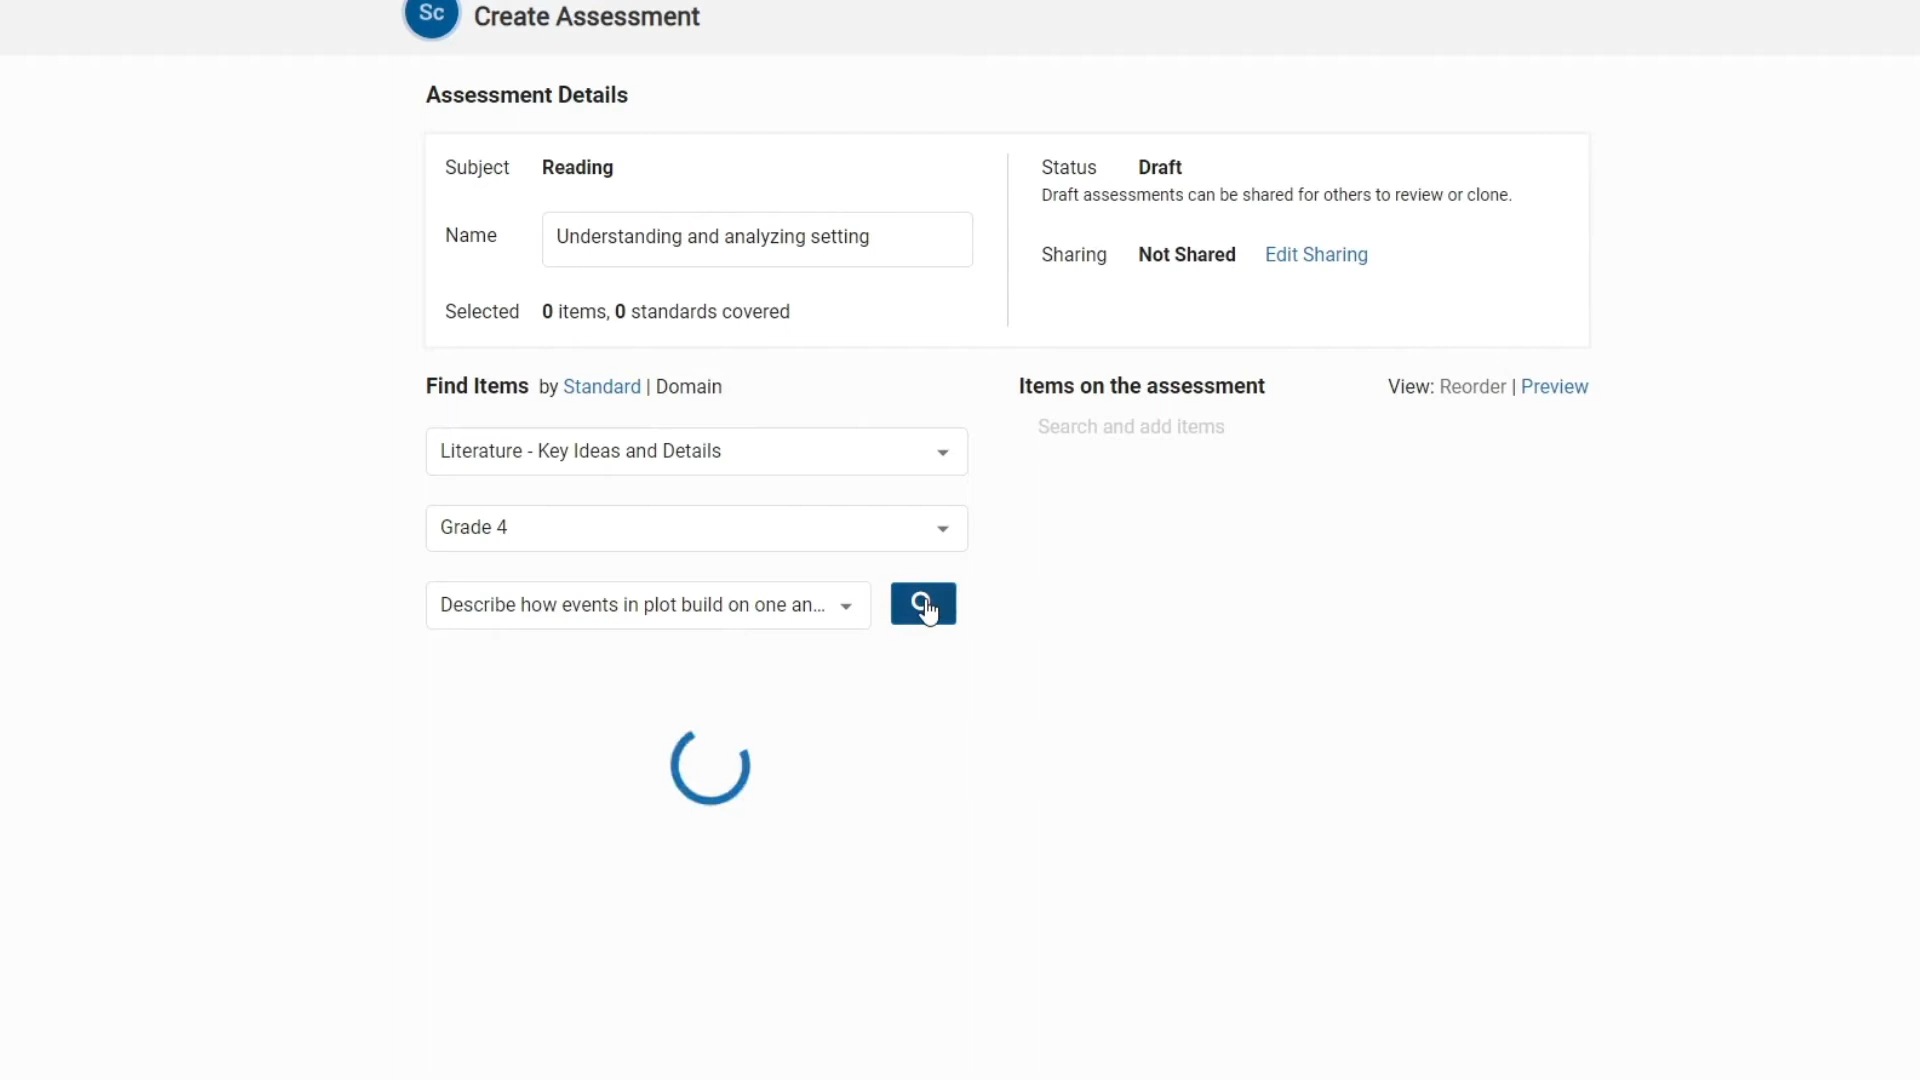 Sc Create Assessment
Assessment Details
Subject Reading
Name Understanding and analyzing setting
Selected 0 items, 0 standards covered
Status Draft
Draft assessments can be shared for others to review or clone.
Sharing Not Shared Edit Sharing
Find Items by Standard | Domain
Literature - Key Ideas and Details
Grade 4
Describe how events in plot build on one an...
Items on the assessment View: Reorder | Preview
Search and add items